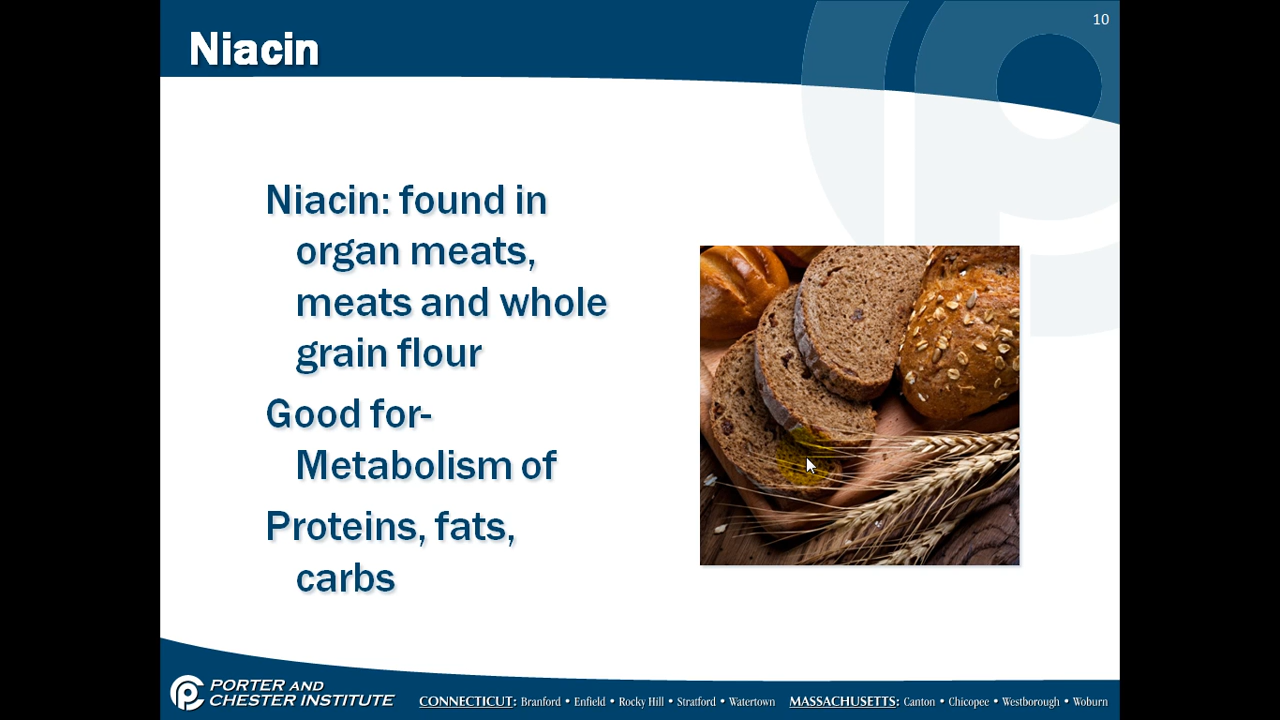 10
Niacin
Niacin: found in
organ meats,
meats and whole
grain flour
Good for-
Metabolism of
Proteins, fats,
carbs
PORTER AND
CHESTER INSTITUTE
CONNECTICUT: Branford • Enfield • Rocky Hill • Stratford • Watertown MASSACHUSETTS: Canton • Chicopee • Westborough • Woburn